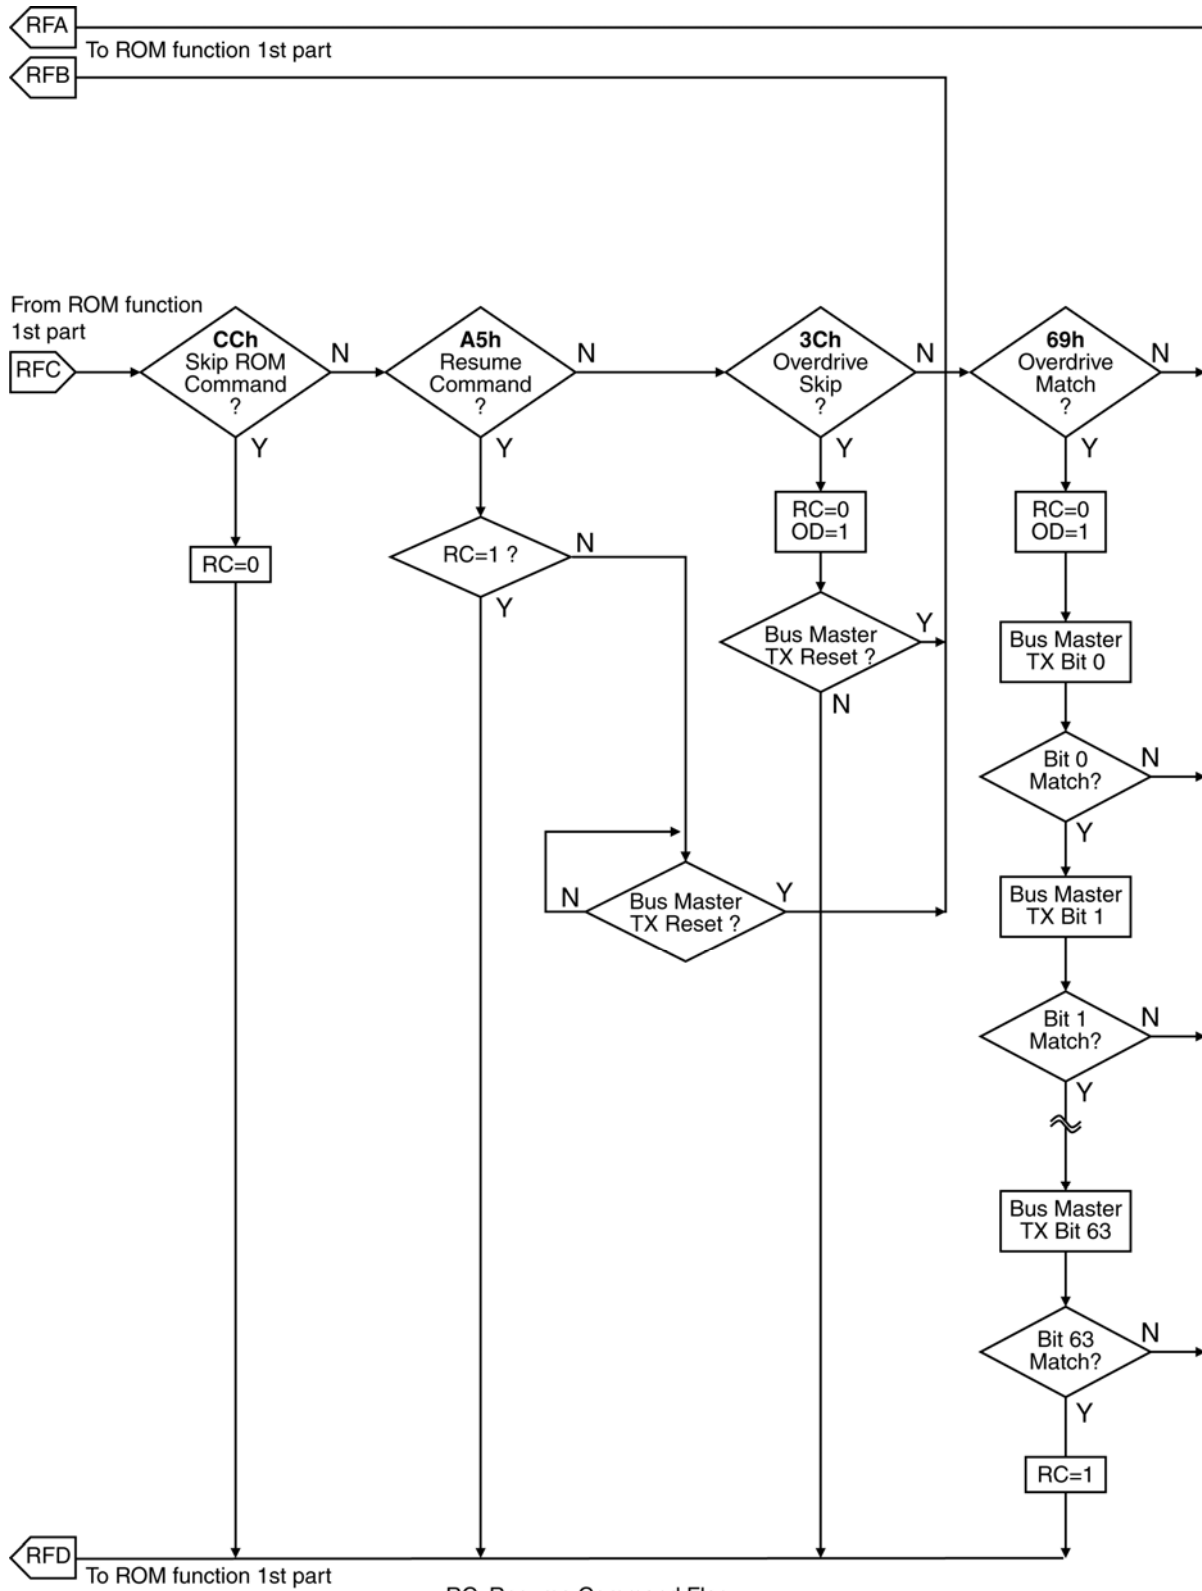 RFA
To ROM function 1st part
RFB
From ROM function
1st part
RFC
CCh
Skip ROM
Command
?
N
Y
A5h
Resume
Command
?
N
Y
3Ch
Overdrive
Skip
?
N
Y
69h
Overdrive
Match
?
N
Y
RC=0
RC=1 ?
N
Y
RC=0
OD=1
RC=0
OD=1
Bus Master
TX Reset ?
Y
N
Bus Master
TX Bit 0
Bit 0
Match?
N
Y
Bus Master
TX Reset ?
N
Y
Bus Master
TX Bit 1
Bit 1
Match?
N
Y
Bus Master
TX Bit 63
Bit 63
Match?
N
Y
RC=1
RFD
To ROM function 1st part